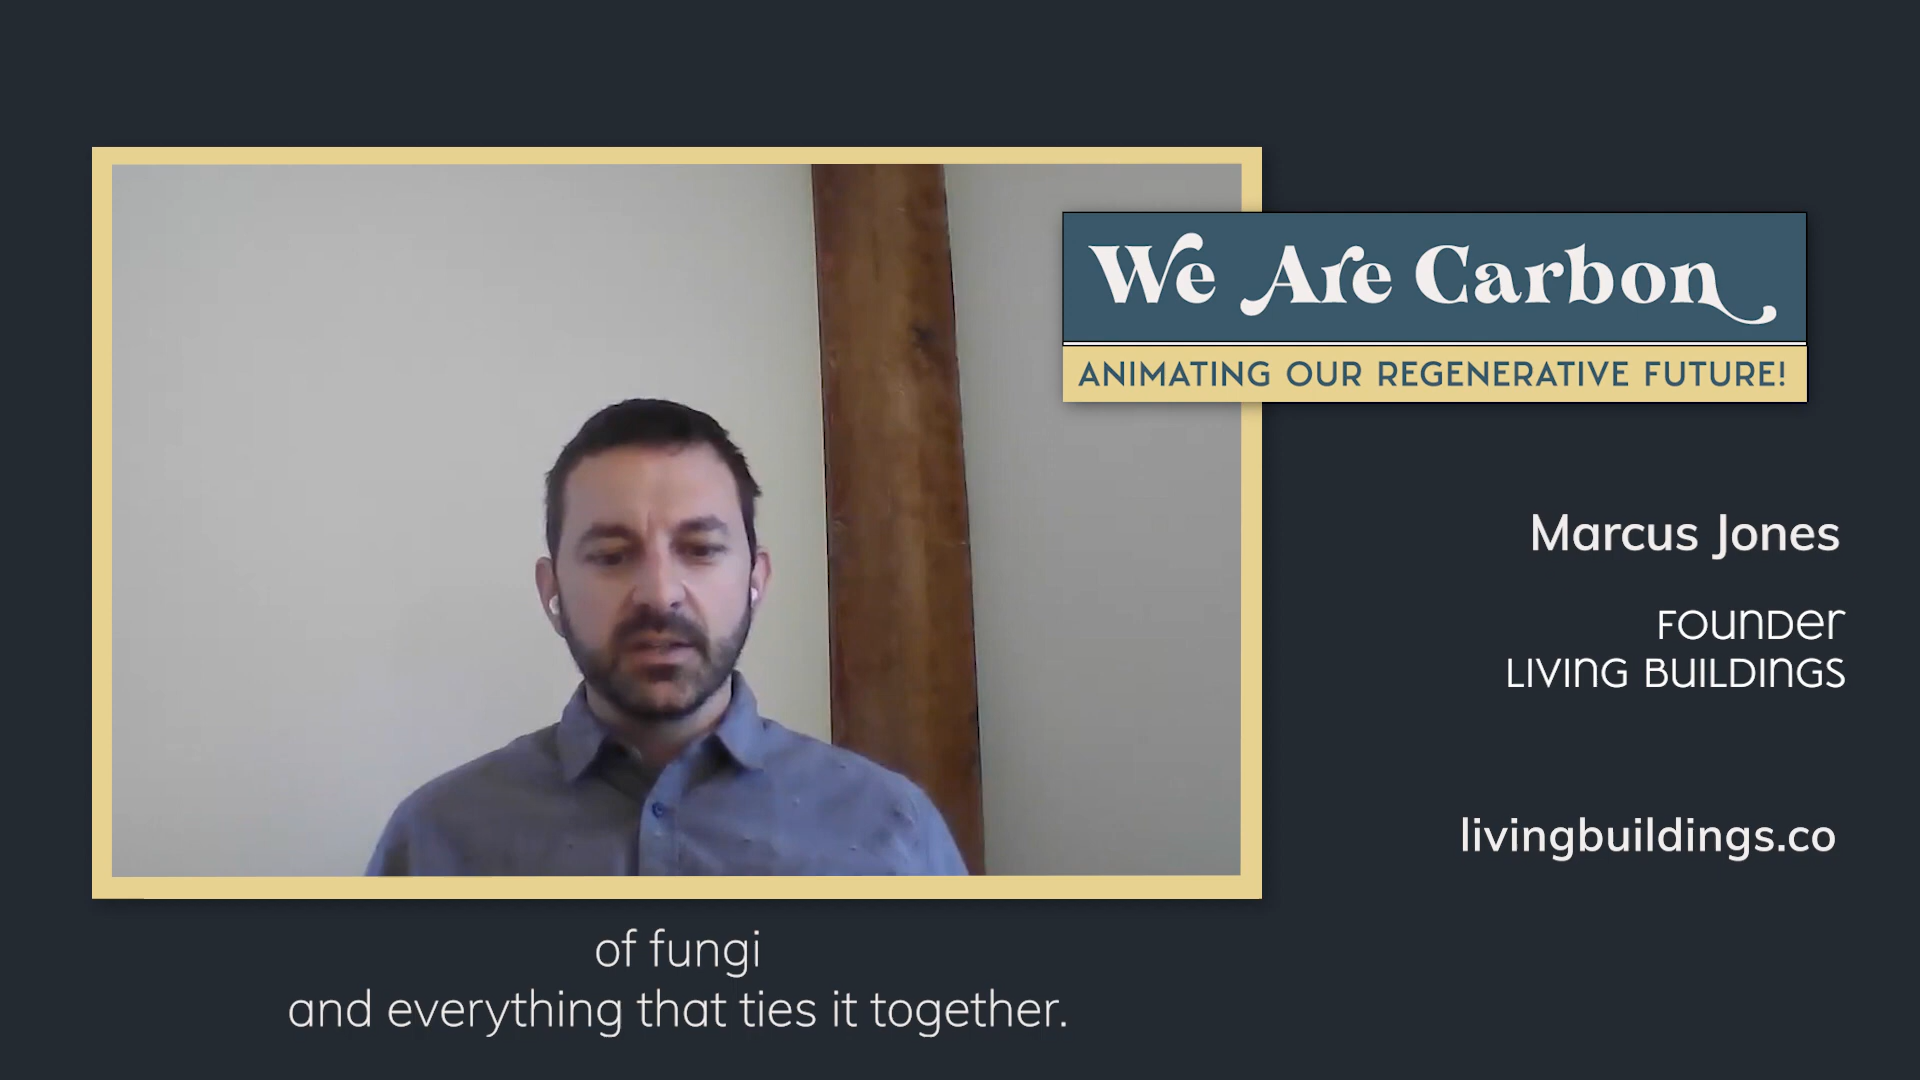 We Are Carbon
ANIMATING OUR REGENERATIVE FUTURE!
Marcus Jones
FOUNDER
LIVING BUILDINGS
livingbuildings.co
of fungi
and everything that ties it together.